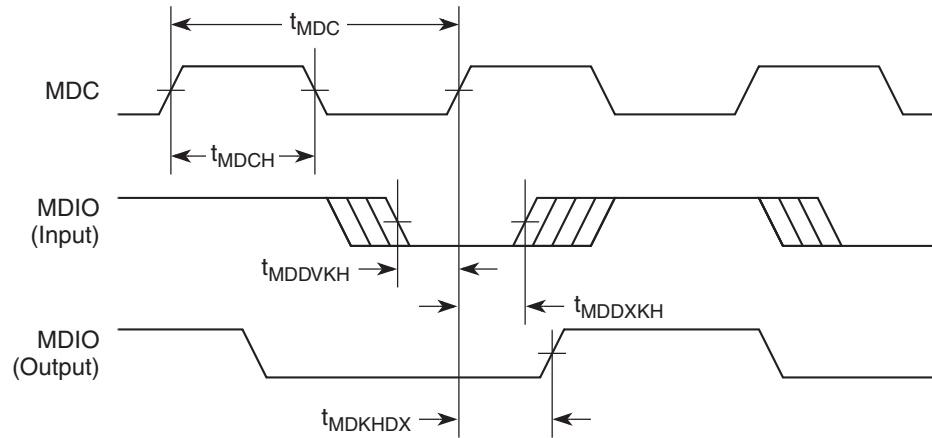 tMDC
MDC
tMDCH
MDIO
(Input)
tMDDVKH
tMDDXKH
MDIO
(Output)
tMDKHDX